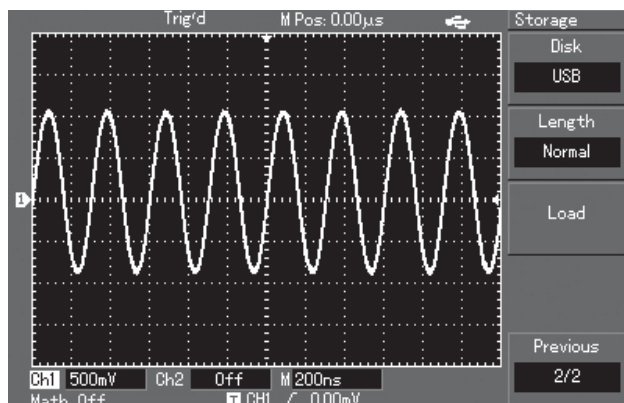 Trig'd M Pos: 0.00μs Storage
Disk
USB
Length
Normal
1
Load
Previous
2/2
Ch1 500mV Ch2 Off M 200ns
Math Off T CH1 / 0.00mV